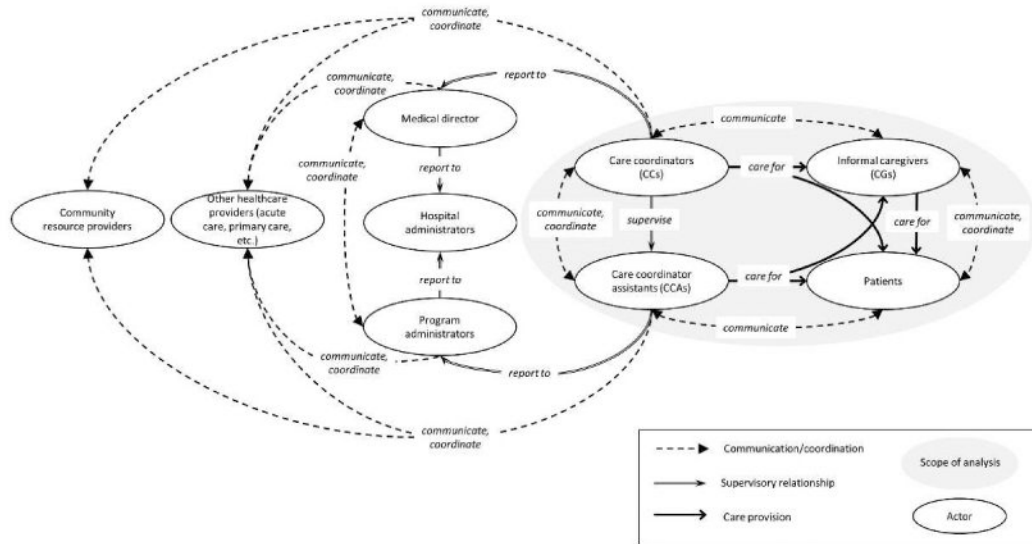 communicate,
coordinate
communicate,
coordinate
report to
Medical director
communicate
communicate,
coordinate
report to
Care coordinators
(CCs)
care for
Informal caregivers
(CGs)
Community
resource providers
Other healthcare
providers (acute
care, primary care,
etc.)
Hospital
administrators
communicate,
coordinate
supervise
care for
communicate,
coordinate
report to
Care coordinator
assistants (CCAs)
care for
Patients
Program
administrators
communicate
communicate,
coordinate
report to
communicate,
coordinate
Communication/coordination
Supervisory relationship
Care provision
Scope of analysis
Actor